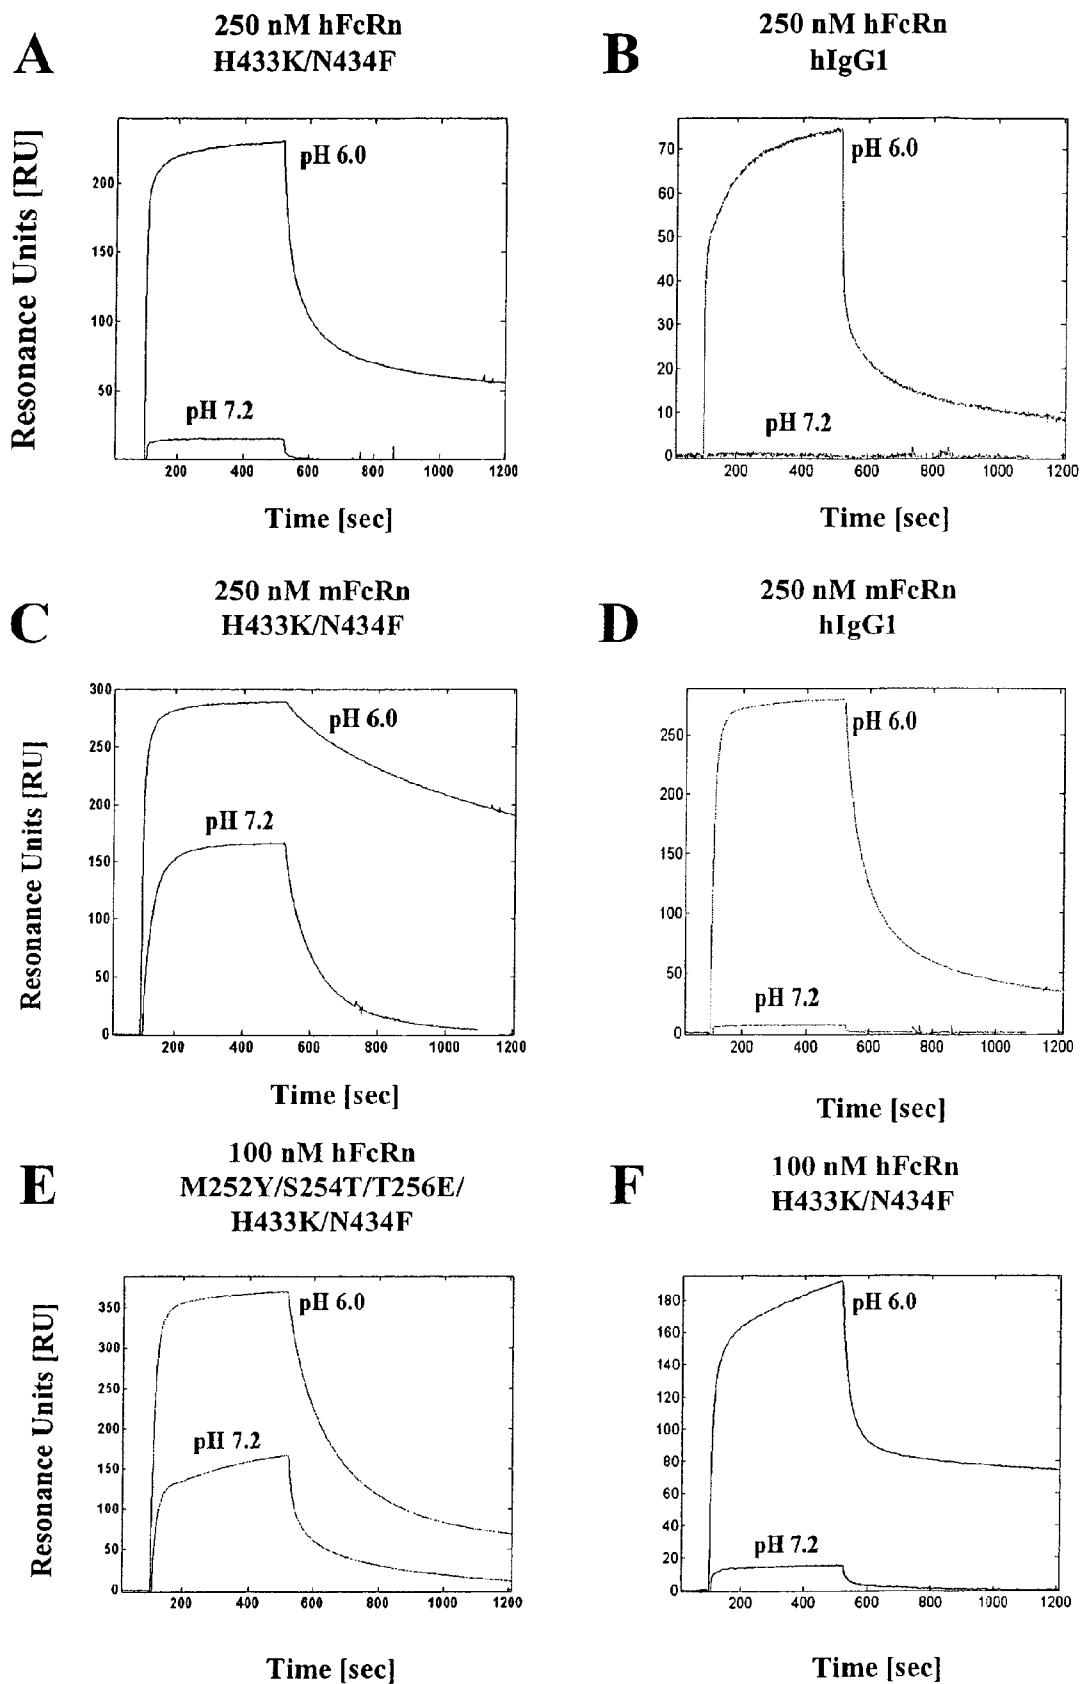 A
250 nM hFcRn
H433K/N434F
Resonance Units [RU]
200
150
100
50
pH 6.0
pH 7.2
200 400 600 800 1000 1200
Time [sec]
B
250 nM hFcRn
hIgG1
70
60
50
40
30
20
10
0
pH 6.0
pH 7.2
200 400 600 800 1000 1200
Time [sec]
C
250 nM mFcRn
H433K/N434F
Resonance Units [RU]
300
250
200
150
100
50
0
pH 6.0
pH 7.2
200 400 600 800 1000 1200
Time [sec]
D
250 nM mFcRn
hIgG1
250
200
150
100
50
0
pH 6.0
pH 7.2
200 400 600 800 1000 1200
Time [sec]
E
100 nM hFcRn
M252Y/S254T/T256E/
H433K/N434F
Resonance Units [RU]
350
300
250
200
150
100
50
0
pH 6.0
pH 7.2
200 400 600 800 1000 1200
Time [sec]
F
100 nM hFcRn
H433K/N434F
180
160
140
120
100
80
60
40
20
0
pH 6.0
pH 7.2
200 400 600 800 1000 1200
Time [sec]